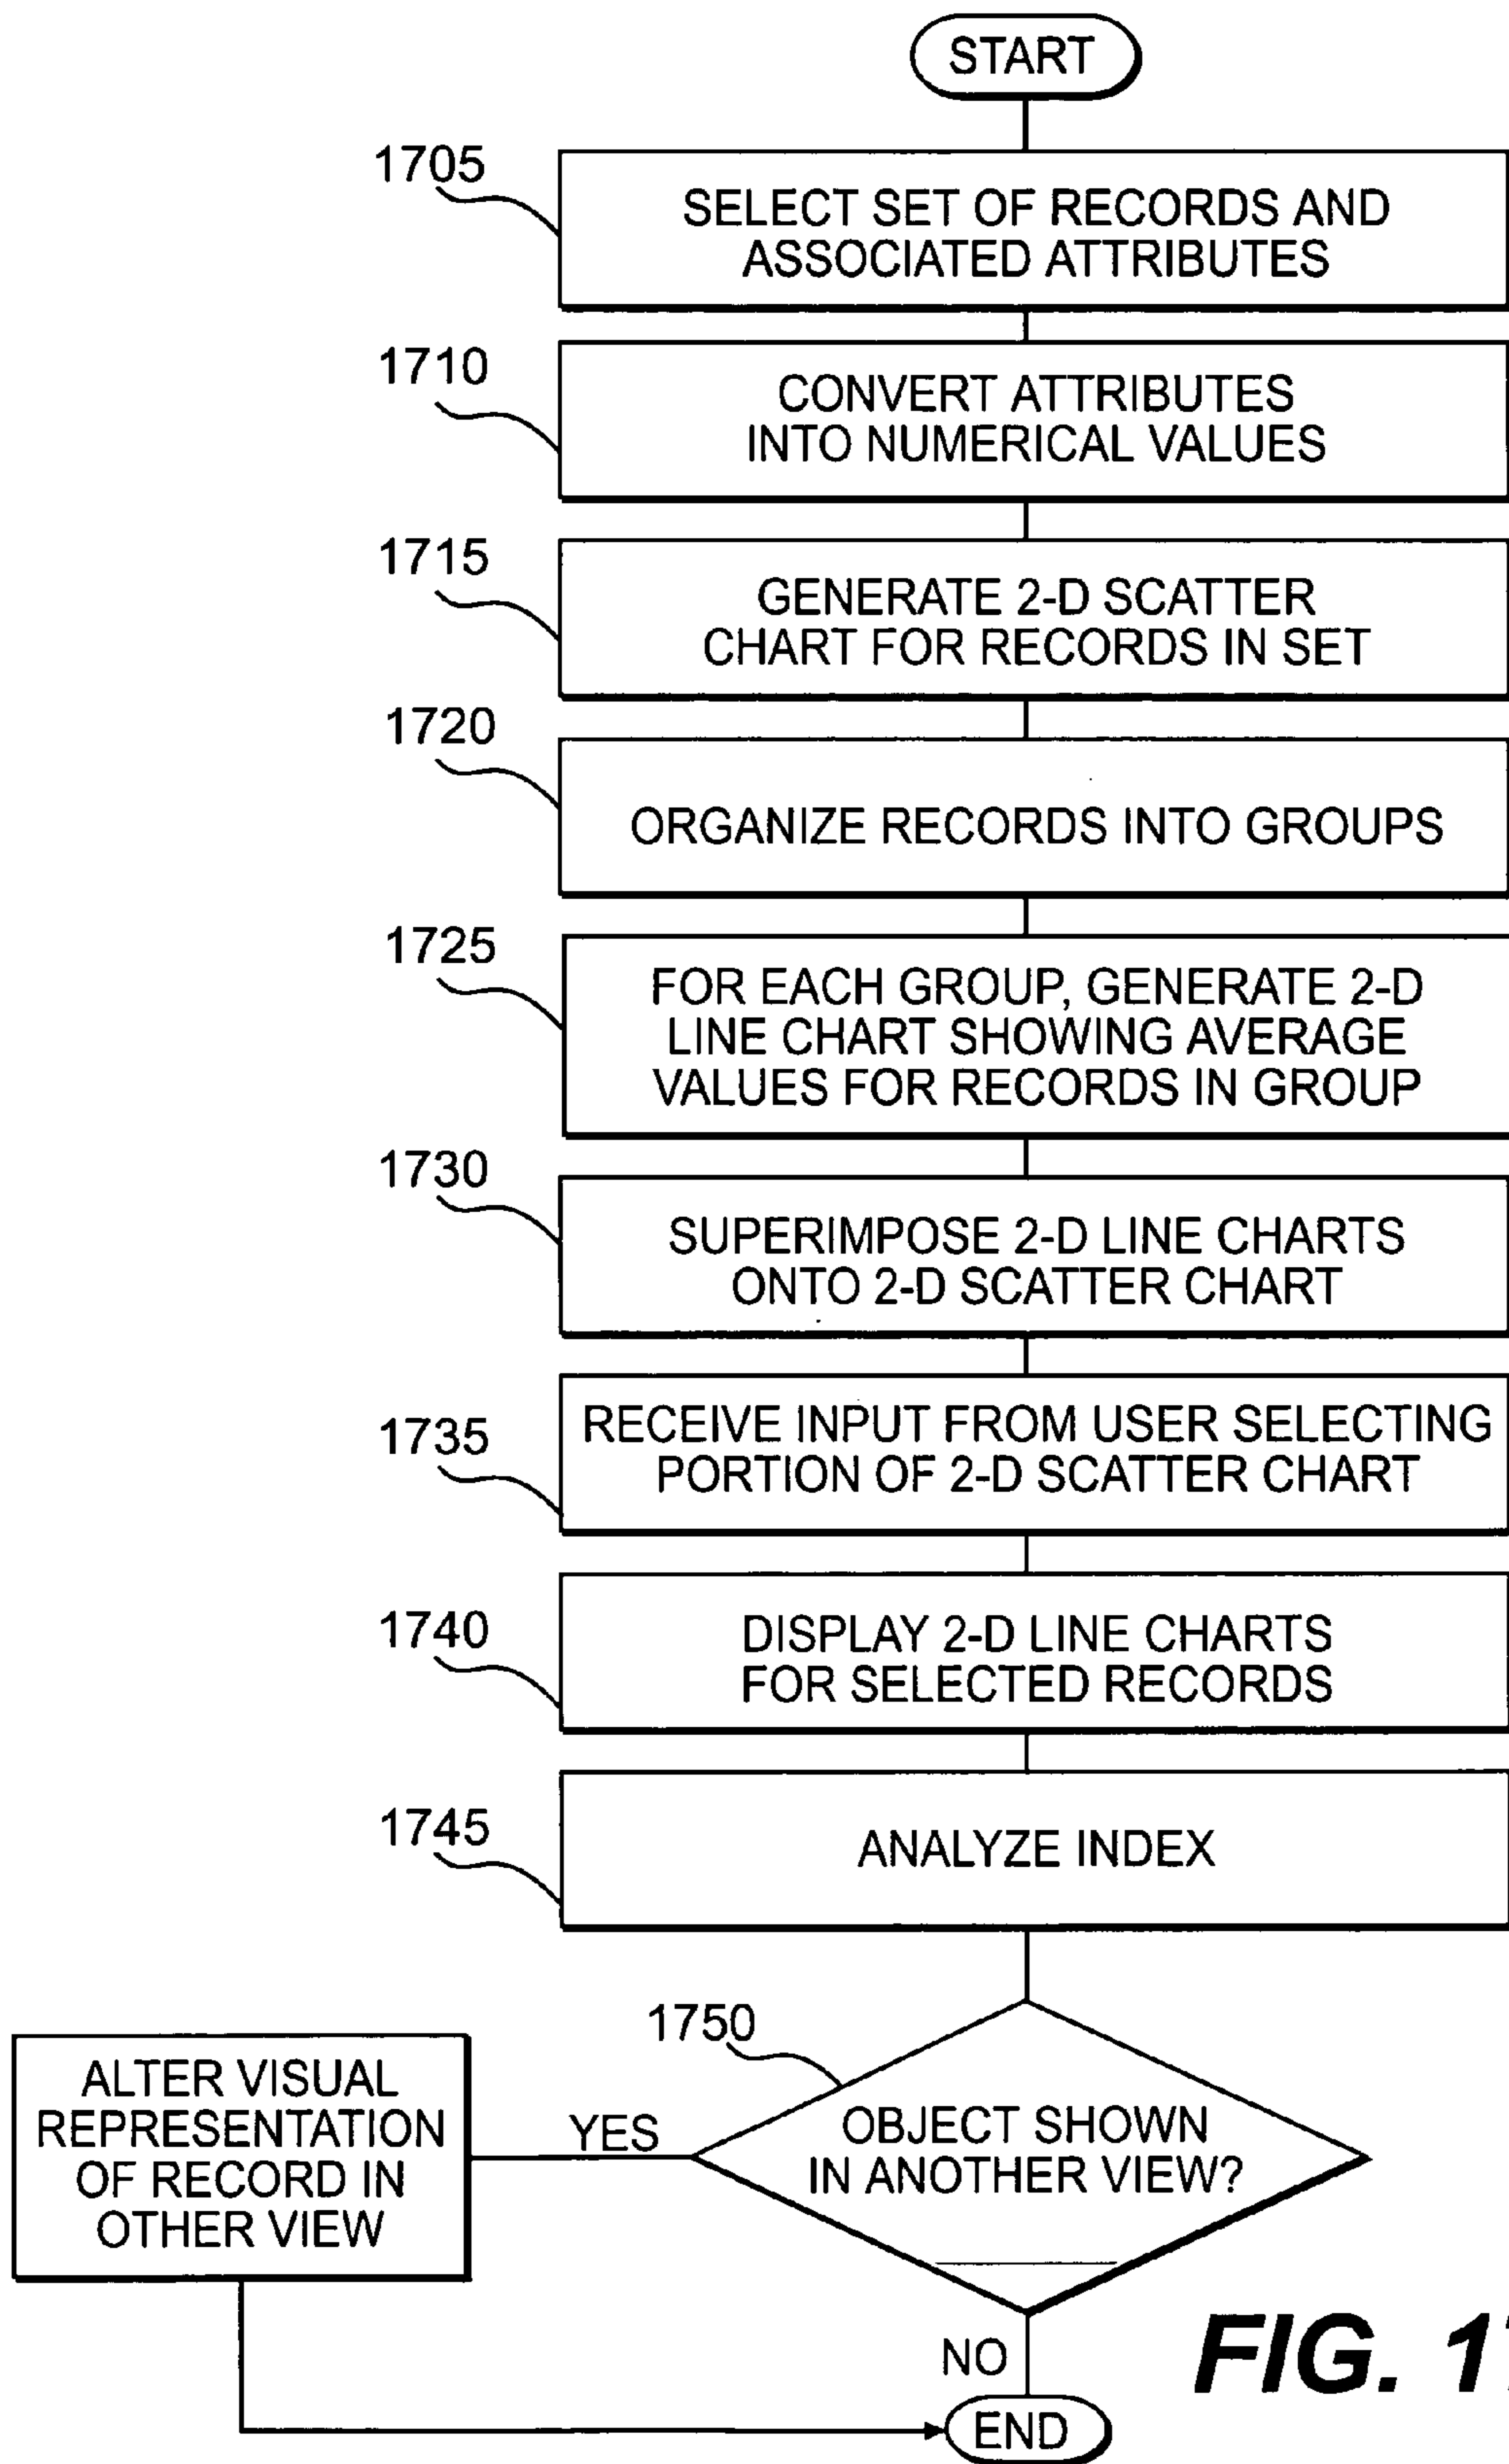 START
1705
SELECT SET OF RECORDS AND
ASSOCIATED ATTRIBUTES
1710
CONVERT ATTRIBUTES
INTO NUMERICAL VALUES
1715
GENERATE 2-D SCATTER
CHART FOR RECORDS IN SET
1720
ORGANIZE RECORDS INTO GROUPS
1725
FOR EACH GROUP, GENERATE 2-D
LINE CHART SHOWING AVERAGE
VALUES FOR RECORDS IN GROUP
1730
SUPERIMPOSE 2-D LINE CHARTS
ONTO 2-D SCATTER CHART
1735
RECEIVE INPUT FROM USER SELECTING
PORTION OF 2-D SCATTER CHART
1740
DISPLAY 2-D LINE CHARTS
FOR SELECTED RECORDS
1745
ANALYZE INDEX
1750
OBJECT SHOWN
IN ANOTHER VIEW?
YES
ALTER VISUAL
REPRESENTATION
OF RECORD IN
OTHER VIEW
NO
FIG. 17
END